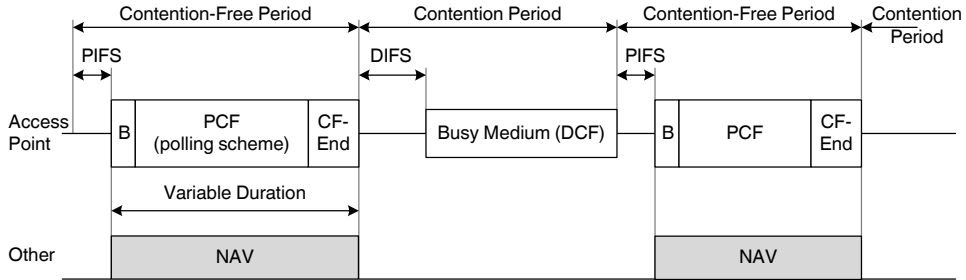 Contention-Free Period
Contention Period
Contention-Free Period
Contention
Period
PIFS
DIFS
PIFS
Access
Point
B
PCF
(polling scheme)
CF-
End
Busy Medium (DCF)
B
PCF
CF-
End
Variable Duration
Other
NAV
NAV